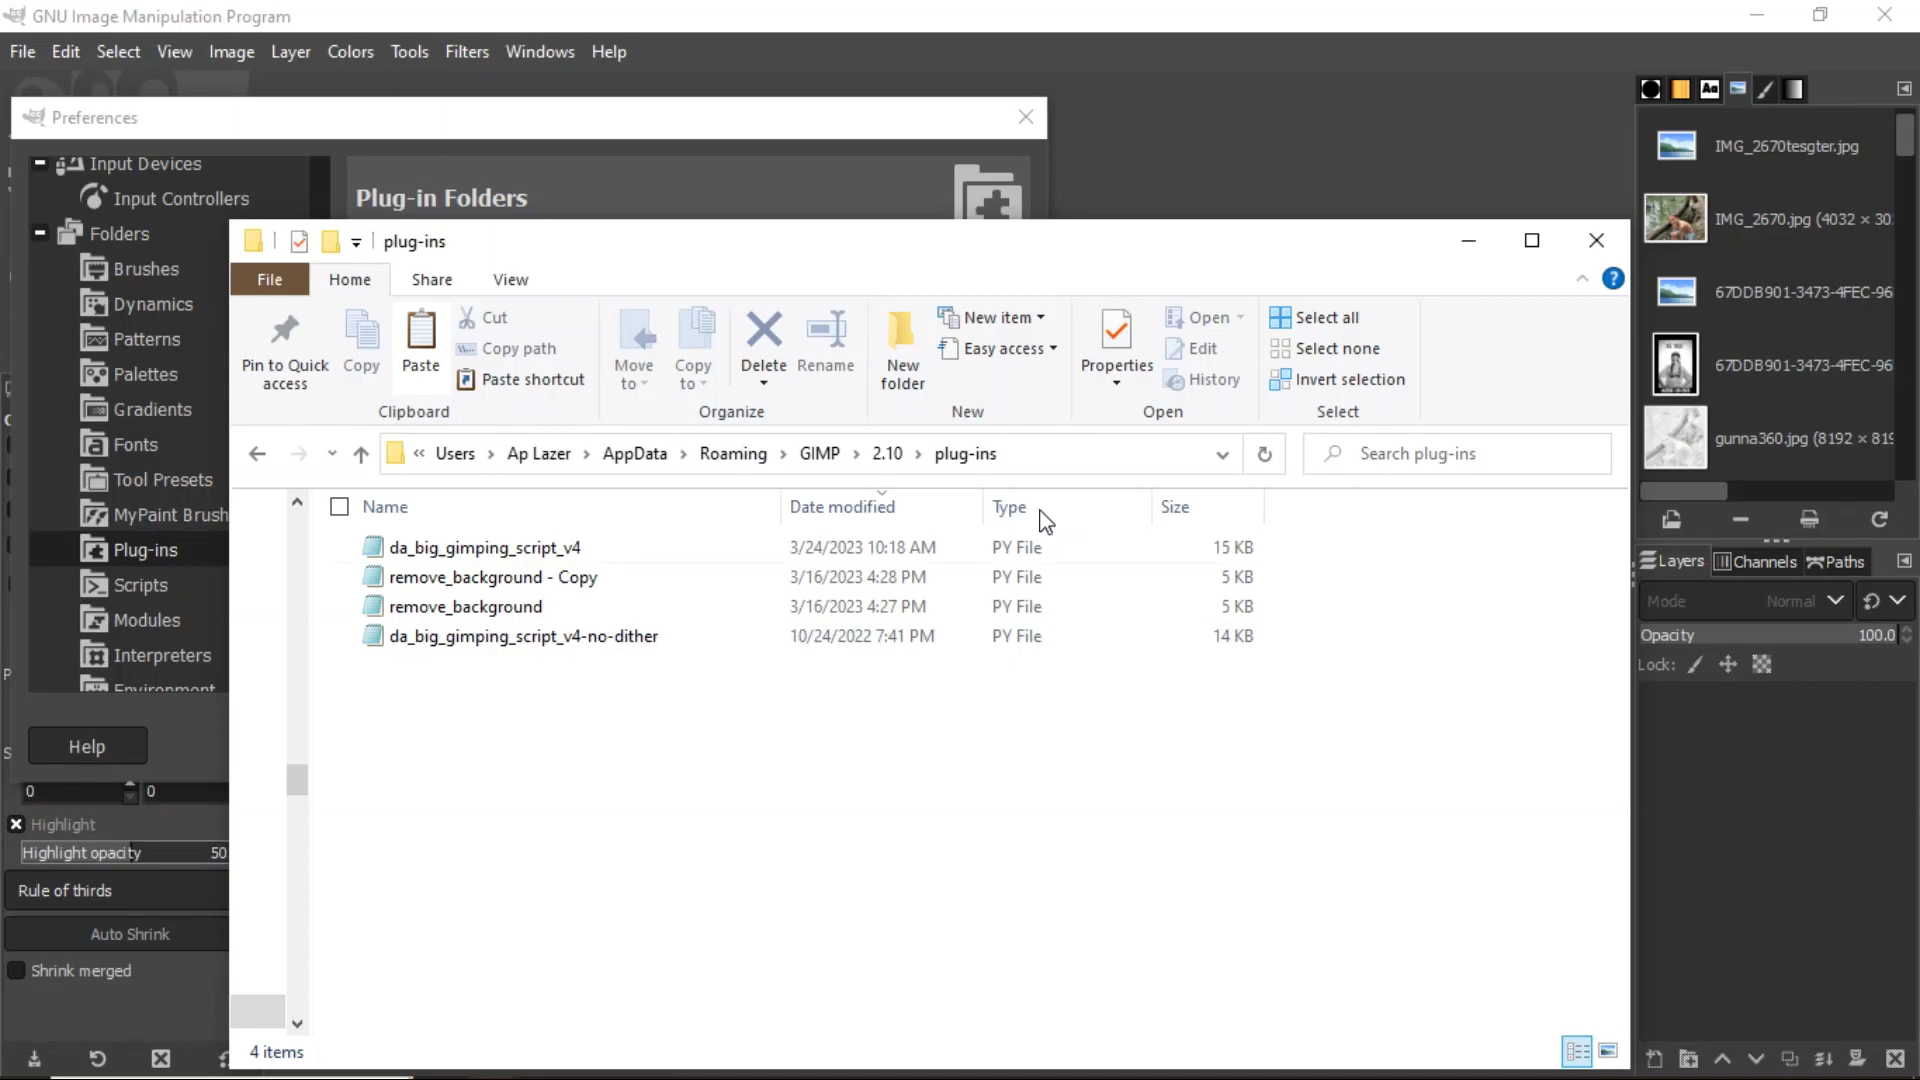 GNU Image Manipulation Program
File Edit Select View Image Layer Colors Tools Filters Windows Help
Preferences
Input Devices
Input Controllers
Folders
Brushes
Dynamics
Patterns
Palettes
Gradients
Fonts
Tool Presets
MyPaint Brush
Plug-ins
Scripts
Modules
Interpreters
Environment
Help
Plug-in Folders
plug-ins
File Home Share View
Pin to Quick access
Copy
Paste
Cut
Copy path
Paste shortcut
Clipboard
Move to
Copy to
Delete
Rename
Organize
New folder
New item
Easy access
New
Properties
Open
Edit
History
Open
Select all
Select none
Invert selection
Select
« Users > Ap Lazer > AppData > Roaming > GIMP > 2.10 > plug-ins
Search plug-ins
Name Date modified Type Size
da_big_gimping_script_v4 3/24/2023 10:18 AM PY File 15 KB
remove_background - Copy 3/16/2023 4:28 PM PY File 5 KB
remove_background 3/16/2023 4:27 PM PY File 5 KB
da_big_gimping_script_v4-no-dither 10/24/2022 7:41 PM PY File 14 KB
4 items
0 0
Highlight
Highlight opacity 50
Rule of thirds
Auto Shrink
Shrink merged
Aa
IMG_2670tesgter.jpg
IMG_2670.jpg (4032 × 30
67DDB901-3473-4FEC-96
67DDB901-3473-4FEC-96
gunna360.jpg (8192 × 819
Layers Channels Paths
Mode Normal
Opacity 100.0
Lock: